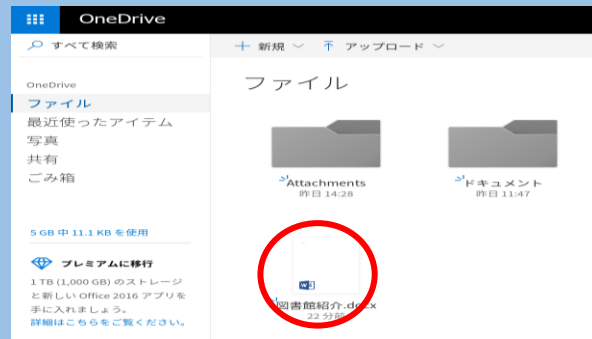 OneDrive
すべて検索
新規
アップロード
OneDrive
ファイル
最近使ったアイテム
写真
共有
ごみ箱
5 GB 中 11.1 KB を使用
プレミアムに移行
1 TB (1,000 GB) のストレージ
と新しい Office 2016 アプリを
手に入れましょう。
詳細はこちらをご覧ください。
ファイル
Attachments
昨日 14:28
ドキュメント
昨日 11:47
図書館紹介.docx
22 分前